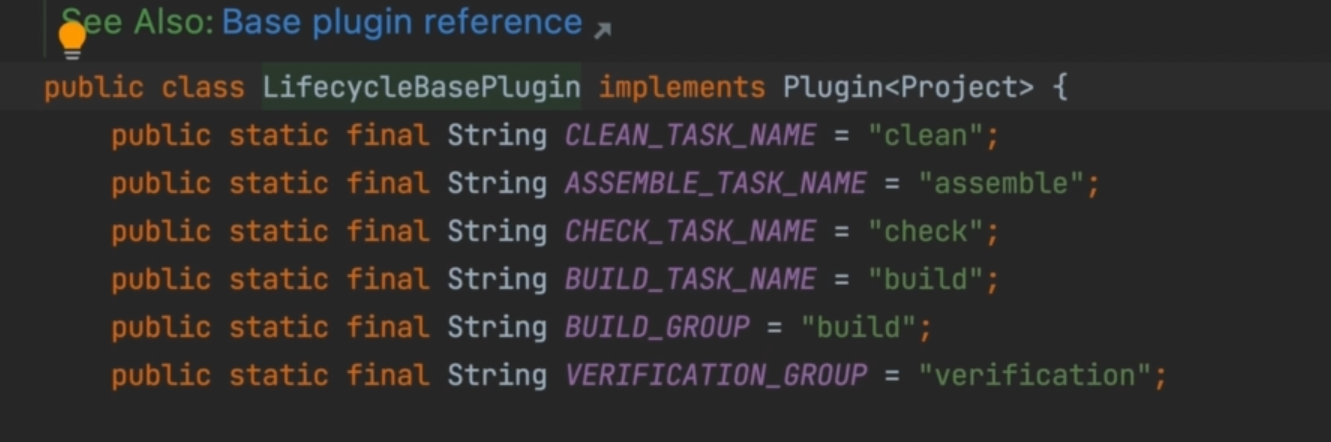 See Also: Base plugin reference
public class LifecycleBasePlugin implements Plugin<Project> {
public static final String CLEAN_TASK_NAME = "clean";
public static final String ASSEMBLE_TASK_NAME = "assemble";
public static final String CHECK_TASK_NAME = "check";
public static final String BUILD_TASK_NAME = "build";
public static final String BUILD_GROUP = "build";
public static final String VERIFICATION_GROUP = "verification";